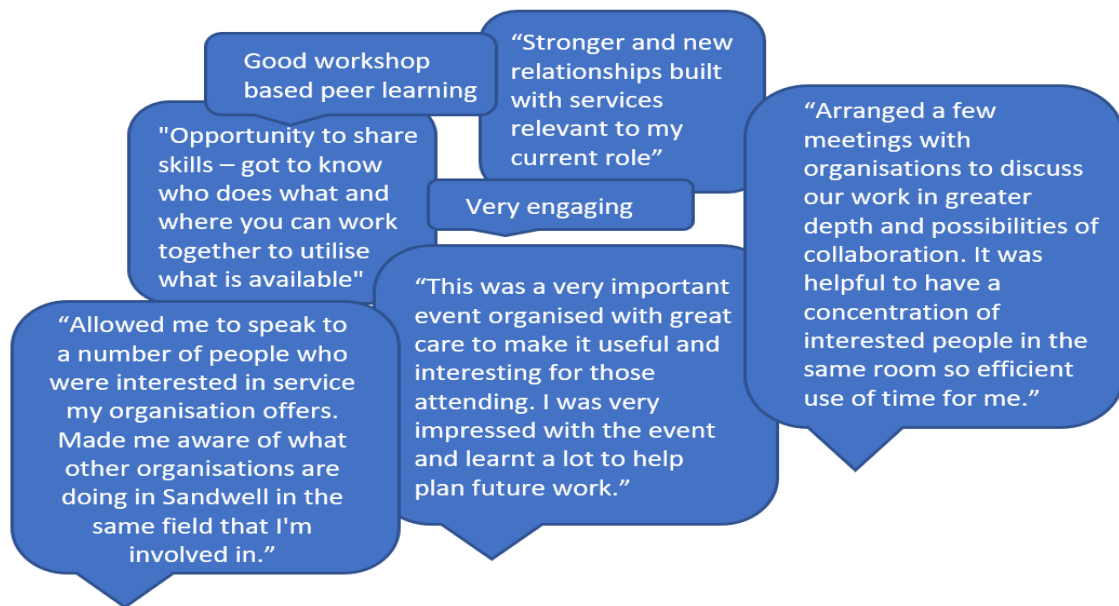 Good workshop
based peer learning
“Stronger and new
relationships built
with services
relevant to my
current role”
"Opportunity to share
skills – got to know
who does what and
where you can work
together to utilise
what is available"
Very engaging
“Arranged a few
meetings with
organisations to discuss
our work in greater
depth and possibilities of
collaboration. It was
helpful to have a
concentration of
interested people in the
same room so efficient
use of time for me.”
“Allowed me to speak to
a number of people who
were interested in service
my organisation offers.
Made me aware of what
other organisations are
doing in Sandwell in the
same field that I'm
involved in.”
“This was a very important
event organised with great
care to make it useful and
interesting for those
attending. I was very
impressed with the event
and learnt a lot to help
plan future work.”